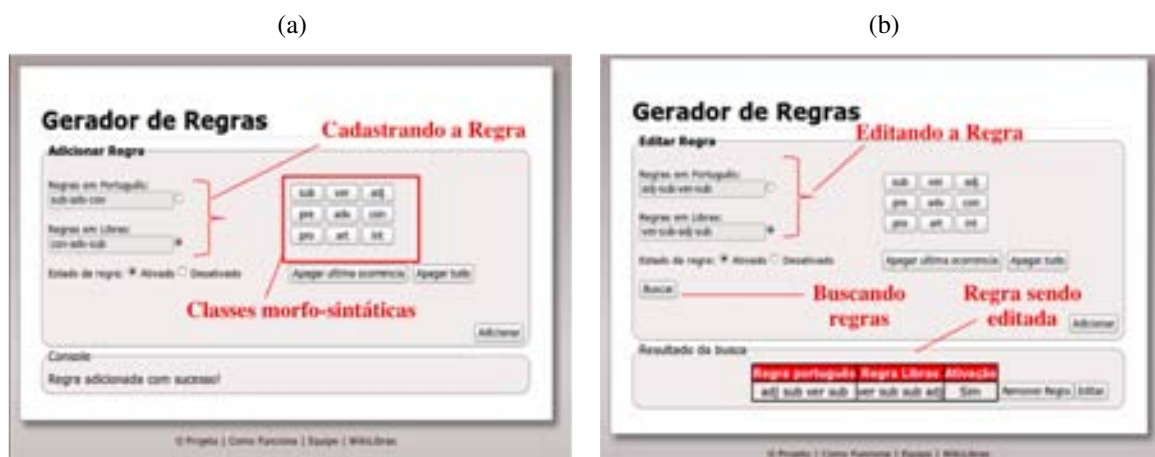 (a)
Gerador de Regras
Cadastrando a Regra
Adicionar Regra
Regras em Português:
sub-adv-con
Regras em Libras:
con-adv-sub
sub ver adj
pre adv con
pro art int
Estado da regra: Ativado Desativado
Apagar ultima ocorrencia Apagar tudo
Classes morfo-sintáticas
Adicionar
Console
Regra adicionada com sucesso!
O Projeto | Como Funciona | Equipe | WikiLibras
(b)
Gerador de Regras
Editando a Regra
Editar Regra
Regras em Português:
adj-sub-ver-sub
Regras em Libras:
ver-sub-adj-sub
sub ver adj
pre adv con
pro art int
Estado da regra: Ativado Desativado
Apagar ultima ocorrencia Apagar tudo
Buscar
Buscando
regras
Regra sendo
editada
Adicionar
Resultado da busca
Regra português Regra Libras Ativação
adj sub ver sub ver sub sub adj Sim Remover Regra Editar
O Projeto | Como Funciona | Equipe | WikiLibras